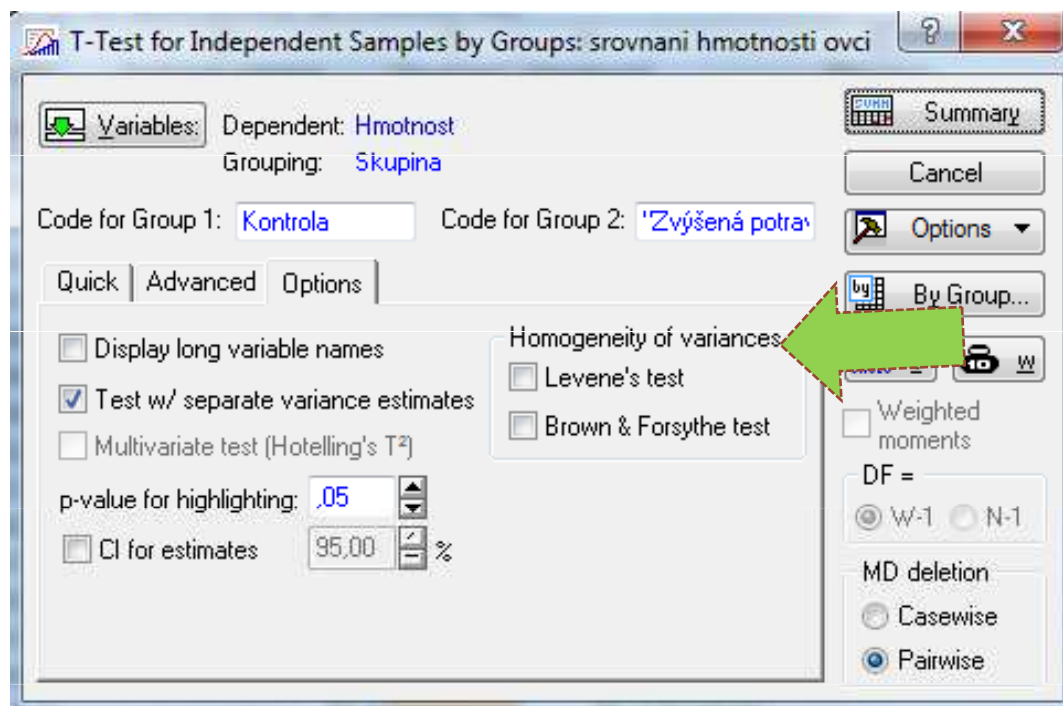 T-Test for Independent Samples by Groups: srovnani hmotnosti ovci
Variables: Dependent: Hmotnost
Grouping: Skupina
Code for Group 1: Kontrola Code for Group 2: "Zvýšená potrav
Quick Advanced Options
Display long variable names
Test w/ separate variance estimates
Multivariate test (Hotelling's T²)
p-value for highlighting: ,05
CI for estimates 95,00 %
Homogeneity of variances
Levene's test
Brown & Forsythe test
Summary
Cancel
Options
By Group...
W
Weighted
moments
DF =
W-1 N-1
MD deletion
Casewise
Pairwise